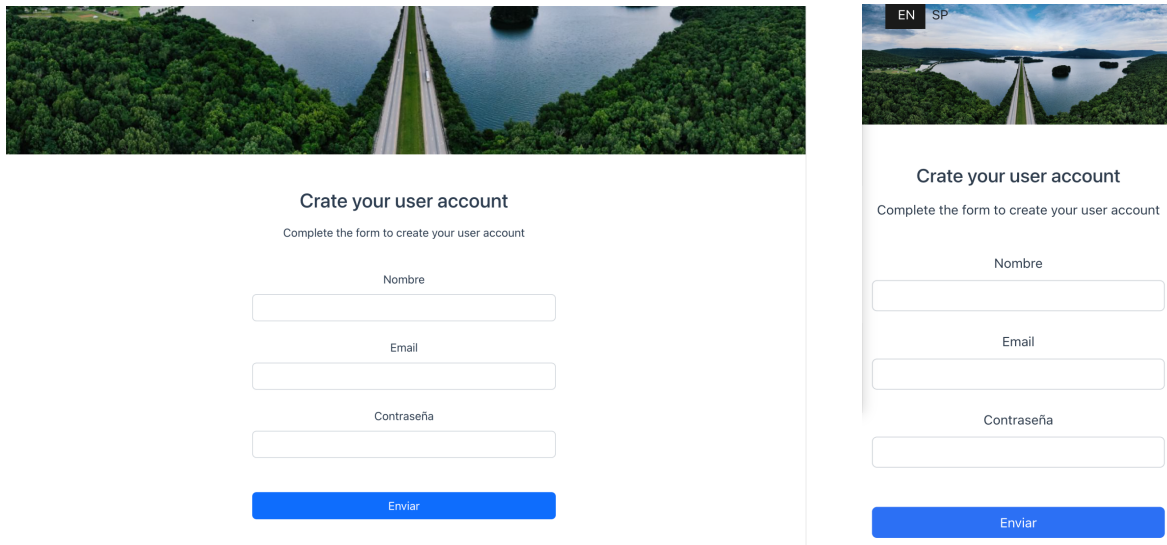 Crate your user account
Complete the form to create your user account
Nombre
Email
Contraseña
Enviar
EN SP
Crate your user account
Complete the form to create your user account
Nombre
Email
Contraseña
Enviar